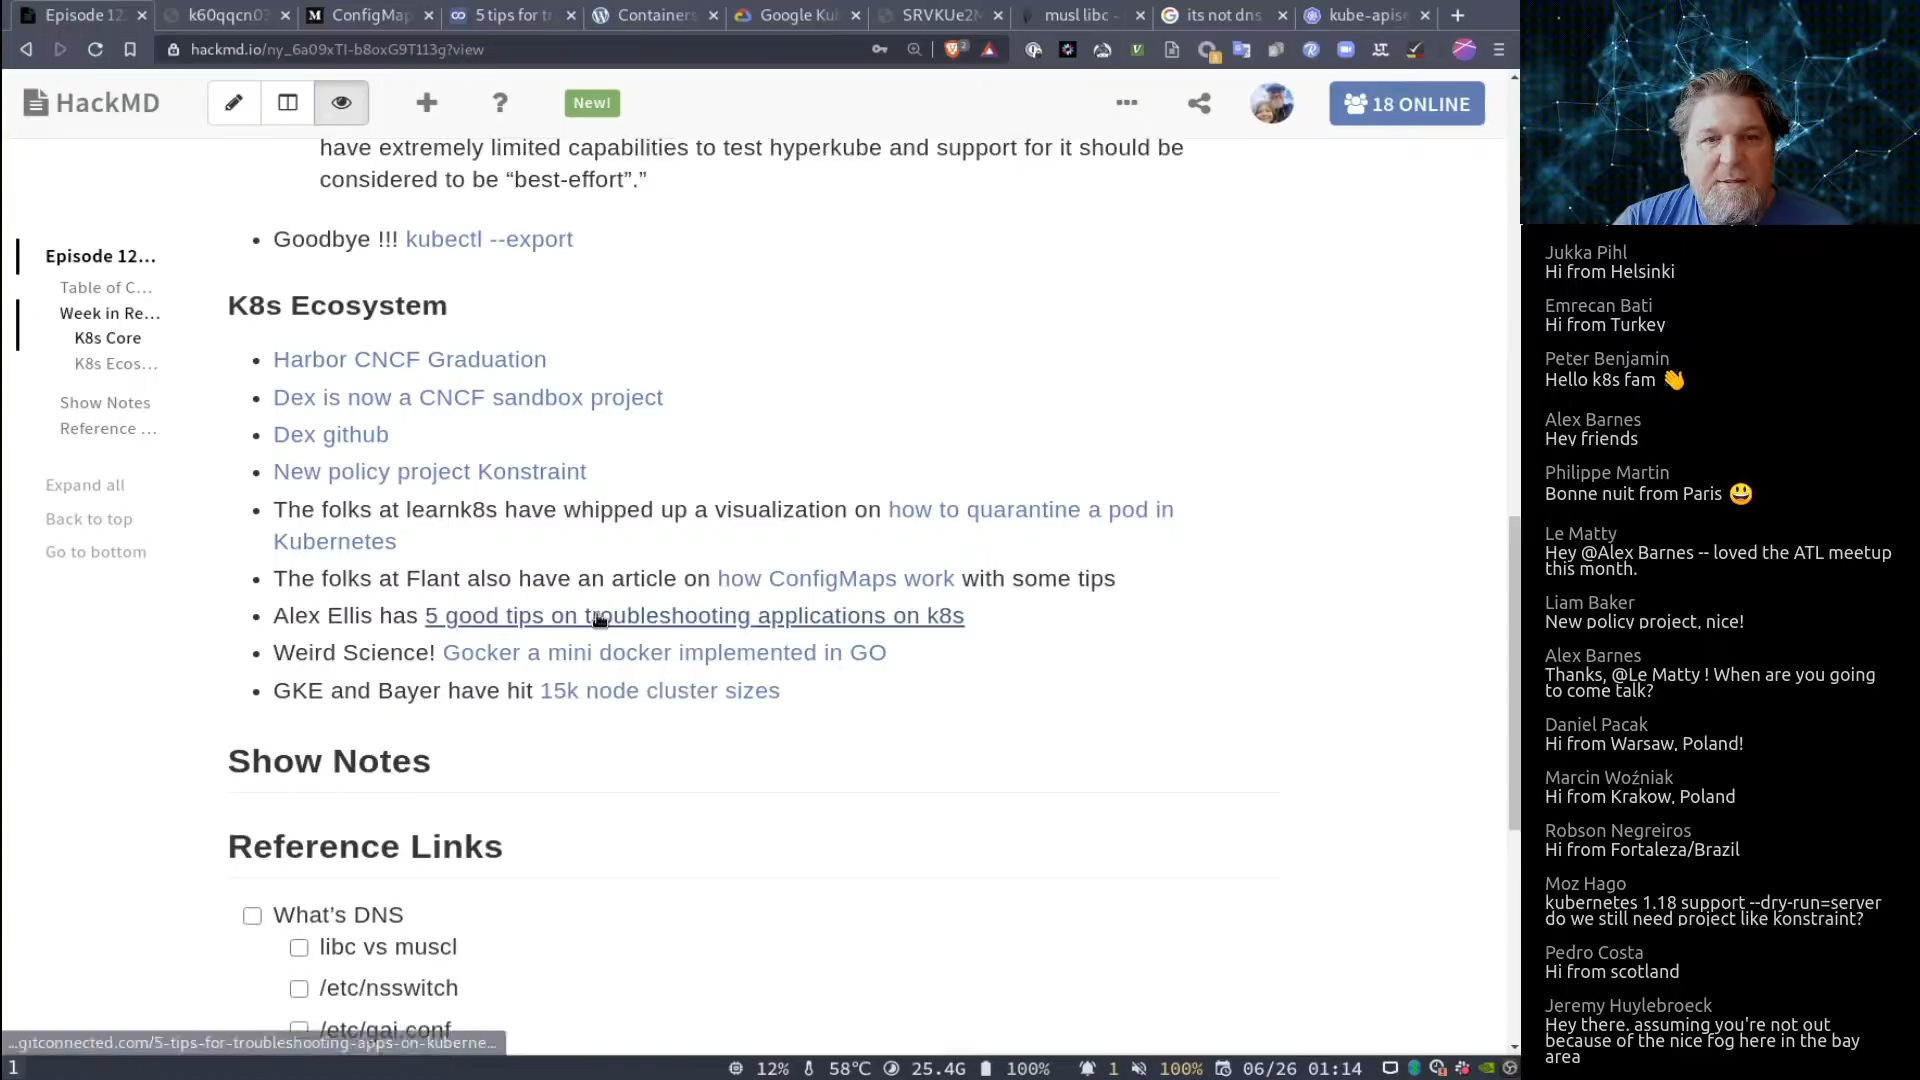 Episode 12
k60qqcn0
ConfigMap
5 tips for tr
Containers
Google Ku
SRVKUe2
musl libc -
its not dns
kube-apise
hackmd.io/ny_6a09xTI-b8oxG9T113g?view
HackMD
New!
18 ONLINE
have extremely limited capabilities to test hyperkube and support for it should be
considered to be “best-effort”.”
Goodbye !!! kubectl --export
Episode 12...
Table of C...
Week in Re...
K8s Core
K8s Ecos...
Show Notes
Reference ...
Expand all
Back to top
Go to bottom
K8s Ecosystem
Harbor CNCF Graduation
Dex is now a CNCF sandbox project
Dex github
New policy project Konstraint
The folks at learnk8s have whipped up a visualization on how to quarantine a pod in
Kubernetes
The folks at Flant also have an article on how ConfigMaps work with some tips
Alex Ellis has 5 good tips on troubleshooting applications on k8s
Weird Science! Gocker a mini docker implemented in GO
GKE and Bayer have hit 15k node cluster sizes
Show Notes
Reference Links
What’s DNS
libc vs muscl
/etc/nsswitch
/etc/gai.conf
...gitconnected.com/5-tips-for-troubleshooting-apps-on-kuberne...
1
12% 58°C 25.4G 100% 1 100% 06/26 01:14
Jukka Pihl
Hi from Helsinki
Emrecan Bati
Hi from Turkey
Peter Benjamin
Hello k8s fam 👋
Alex Barnes
Hey friends
Philippe Martin
Bonne nuit from Paris 😃
Le Matty
Hey @Alex Barnes -- loved the ATL meetup
this month.
Liam Baker
New policy project, nice!
Alex Barnes
Thanks, @Le Matty ! When are you going
to come talk?
Daniel Pacak
Hi from Warsaw, Poland!
Marcin Woźniak
Hi from Krakow, Poland
Robson Negreiros
Hi from Fortaleza/Brazil
Moz Hago
kubernetes 1.18 support --dry-run=server
do we still need project like konstraint?
Pedro Costa
Hi from scotland
Jeremy Huylebroeck
Hey there. assuming you're not out
because of the nice fog here in the bay
area